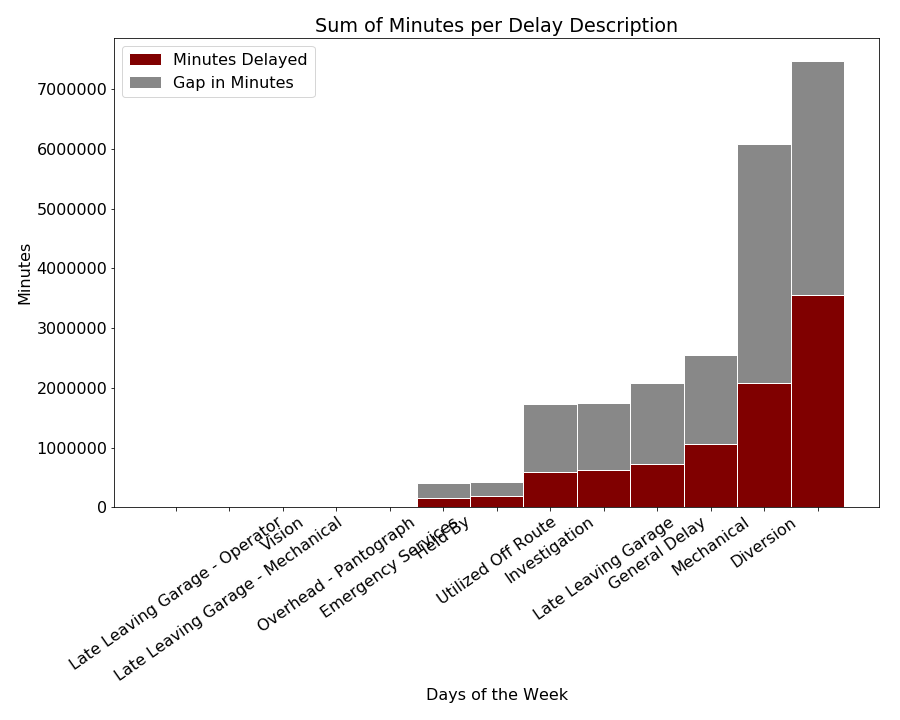 Sum of Minutes per Delay Description
Minutes Delayed
Gap in Minutes
7000000
6000000
5000000
4000000
3000000
2000000
1000000
0
Minutes
Late Leaving Garage - Operator
Vision
Late Leaving Garage - Mechanical
Overhead - Pantograph
Emergency Services
Held By
Utilized Off Route
Investigation
Late Leaving Garage
General Delay
Mechanical
Diversion
Days of the Week